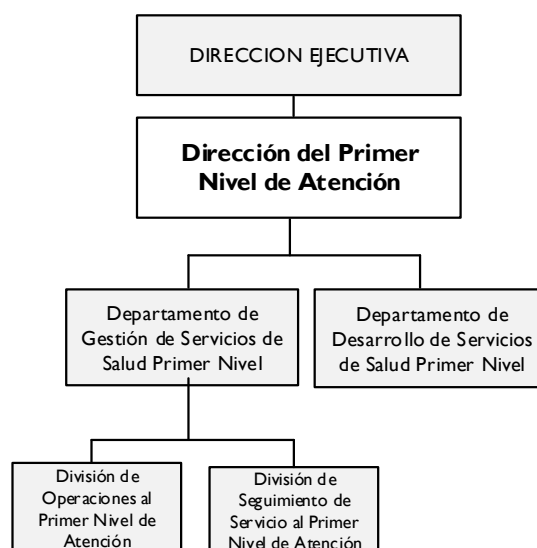 DIRECCION EJECUTIVA
Dirección del Primer
Nivel de Atención
Departamento de
Gestión de Servicios de
Salud Primer Nivel
Departamento de
Desarrollo de Servicios
de Salud Primer Nivel
División de
Operaciones al
Primer Nivel de
Atención
División de
Seguimiento de
Servicio al Primer
Nivel de Atención